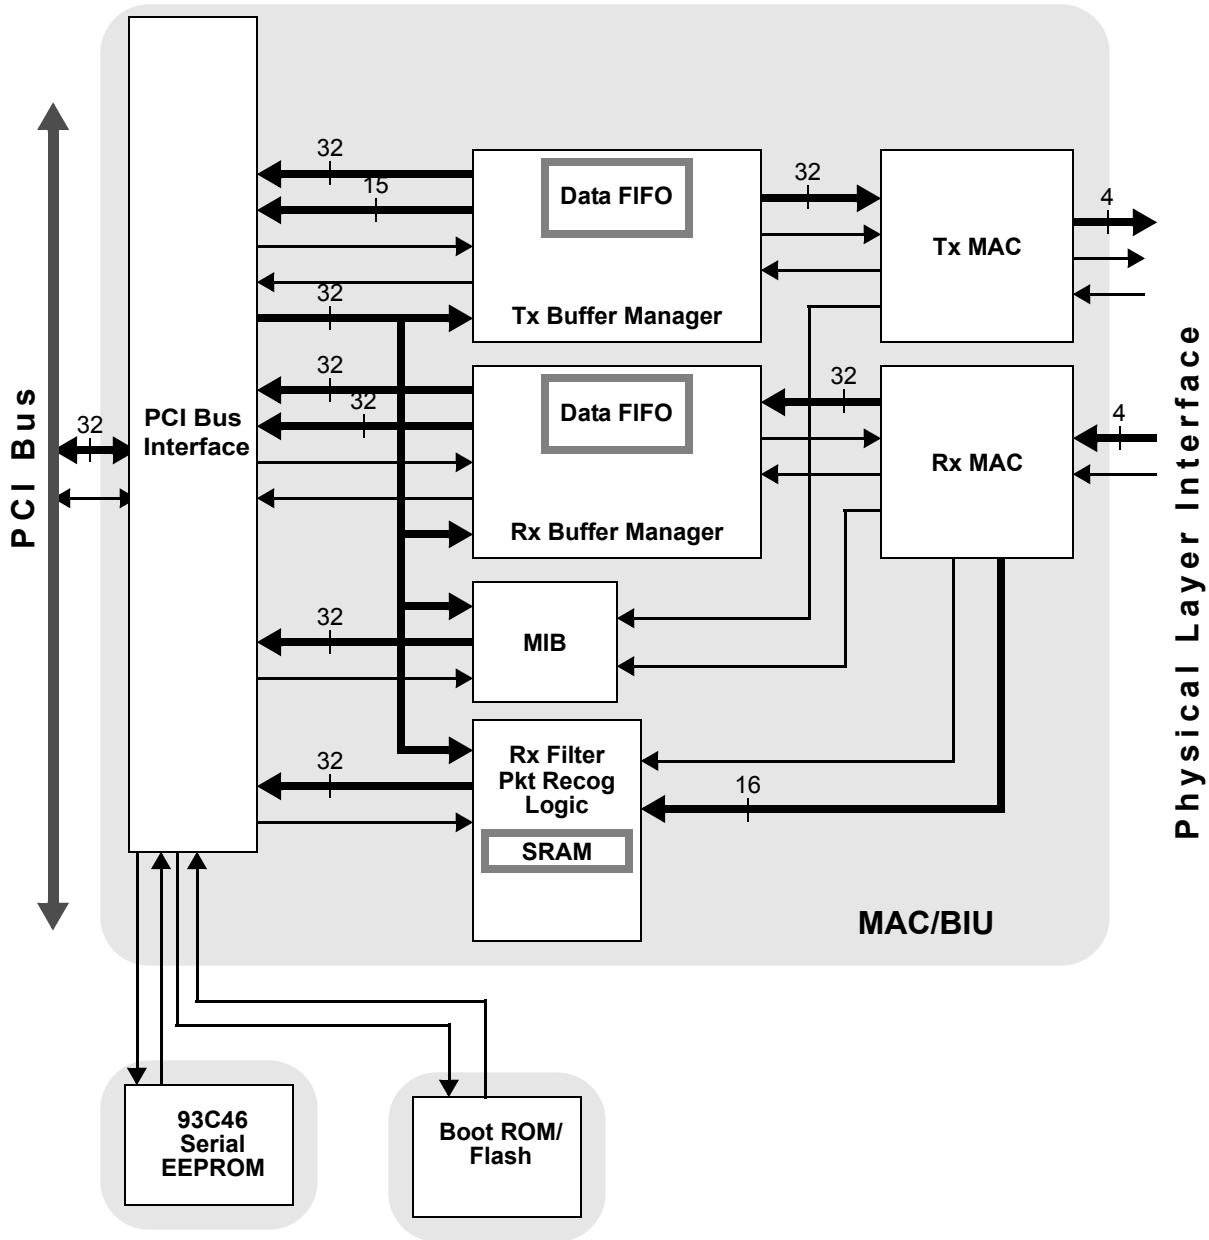 32
15
Data FIFO
32
4
Tx MAC
32
Tx Buffer Manager
32
32
Data FIFO
32
4
PCI Bus
32
PCI Bus
Interface
Rx MAC
Rx Buffer Manager
Physical Layer Interface
32
MIB
32
Rx Filter
Pkt Recog
Logic
16
SRAM
MAC/BIU
93C46
Serial
EEPROM
Boot ROM/
Flash